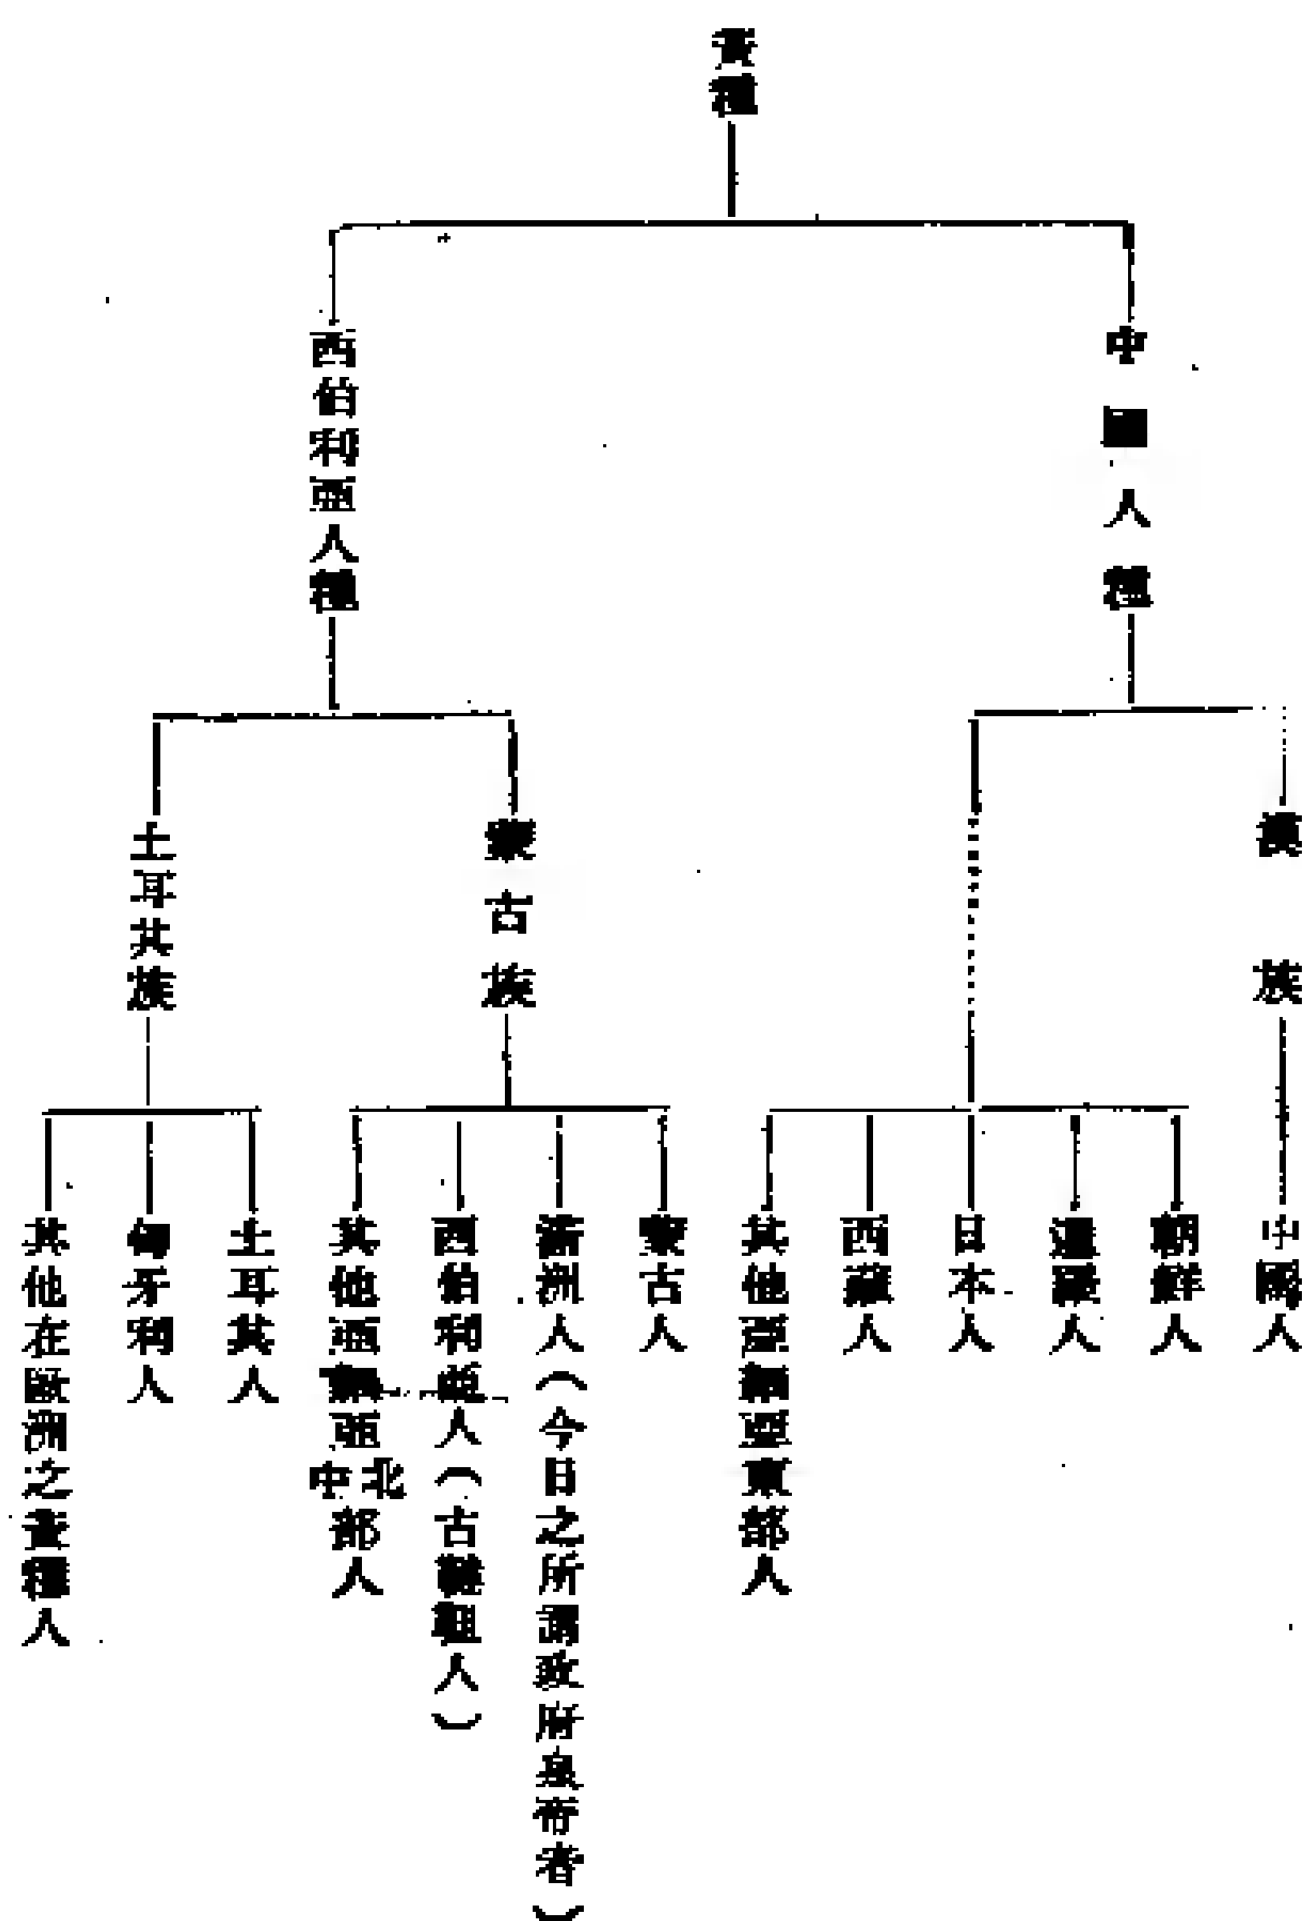 黃種
中國人種
西伯利亞人種
漢族
蒙古族
土耳其族
中國人
朝鮮人
暹羅人
日本人
西藏人
其他亞細亞東部人
蒙古人
滿洲人（今日之所謂政府皇帝者）
西伯利亞人（古韃靼人）
其他亞細亞北中部人
土耳其人
匈牙利人
其他在歐洲之黃種人